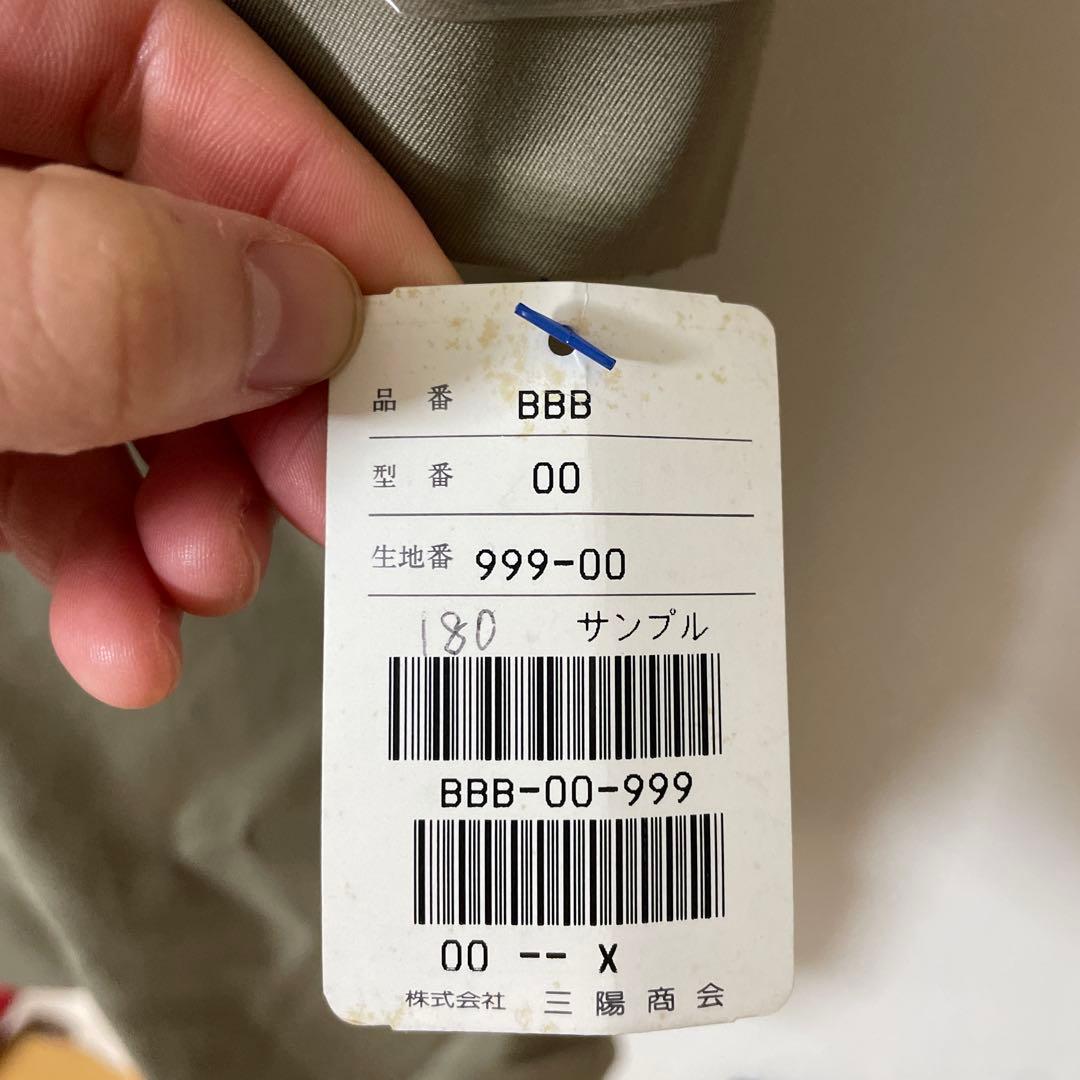 品番 BBB
型番 00
生地番 999-00
180 サンプル
BBB-00-999
00 -- X
株式会社 三陽商会